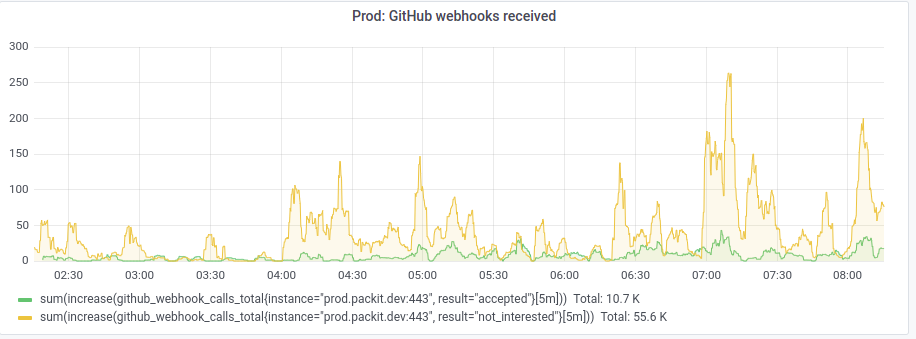 Prod: GitHub webhooks received
300
250
200
150
100
50
0
02:30 03:00 03:30 04:00 04:30 05:00 05:30 06:00 06:30 07:00 07:30 08:00
sum(increase(github_webhook_calls_total{instance="prod.packit.dev:443", result="accepted"}[5m])) Total: 10.7 K
sum(increase(github_webhook_calls_total{instance="prod.packit.dev:443", result="not_interested"}[5m])) Total: 55.6 K